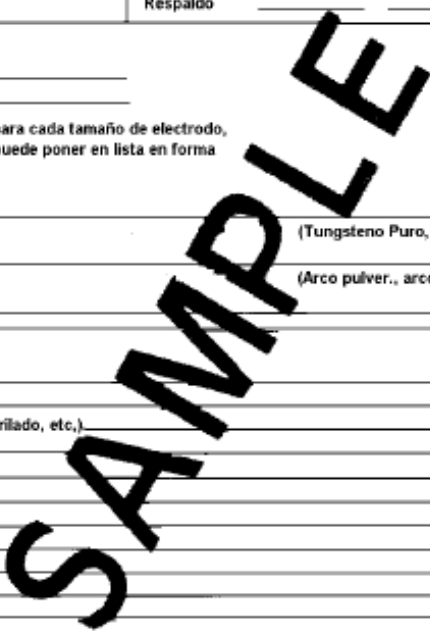 Respaldo
ara cada tamaño de electrodo,
uede poner en lista en forma
(Tungsteno Puro,
(Arco pulver., arc
rilado, etc,)
SAMPLE